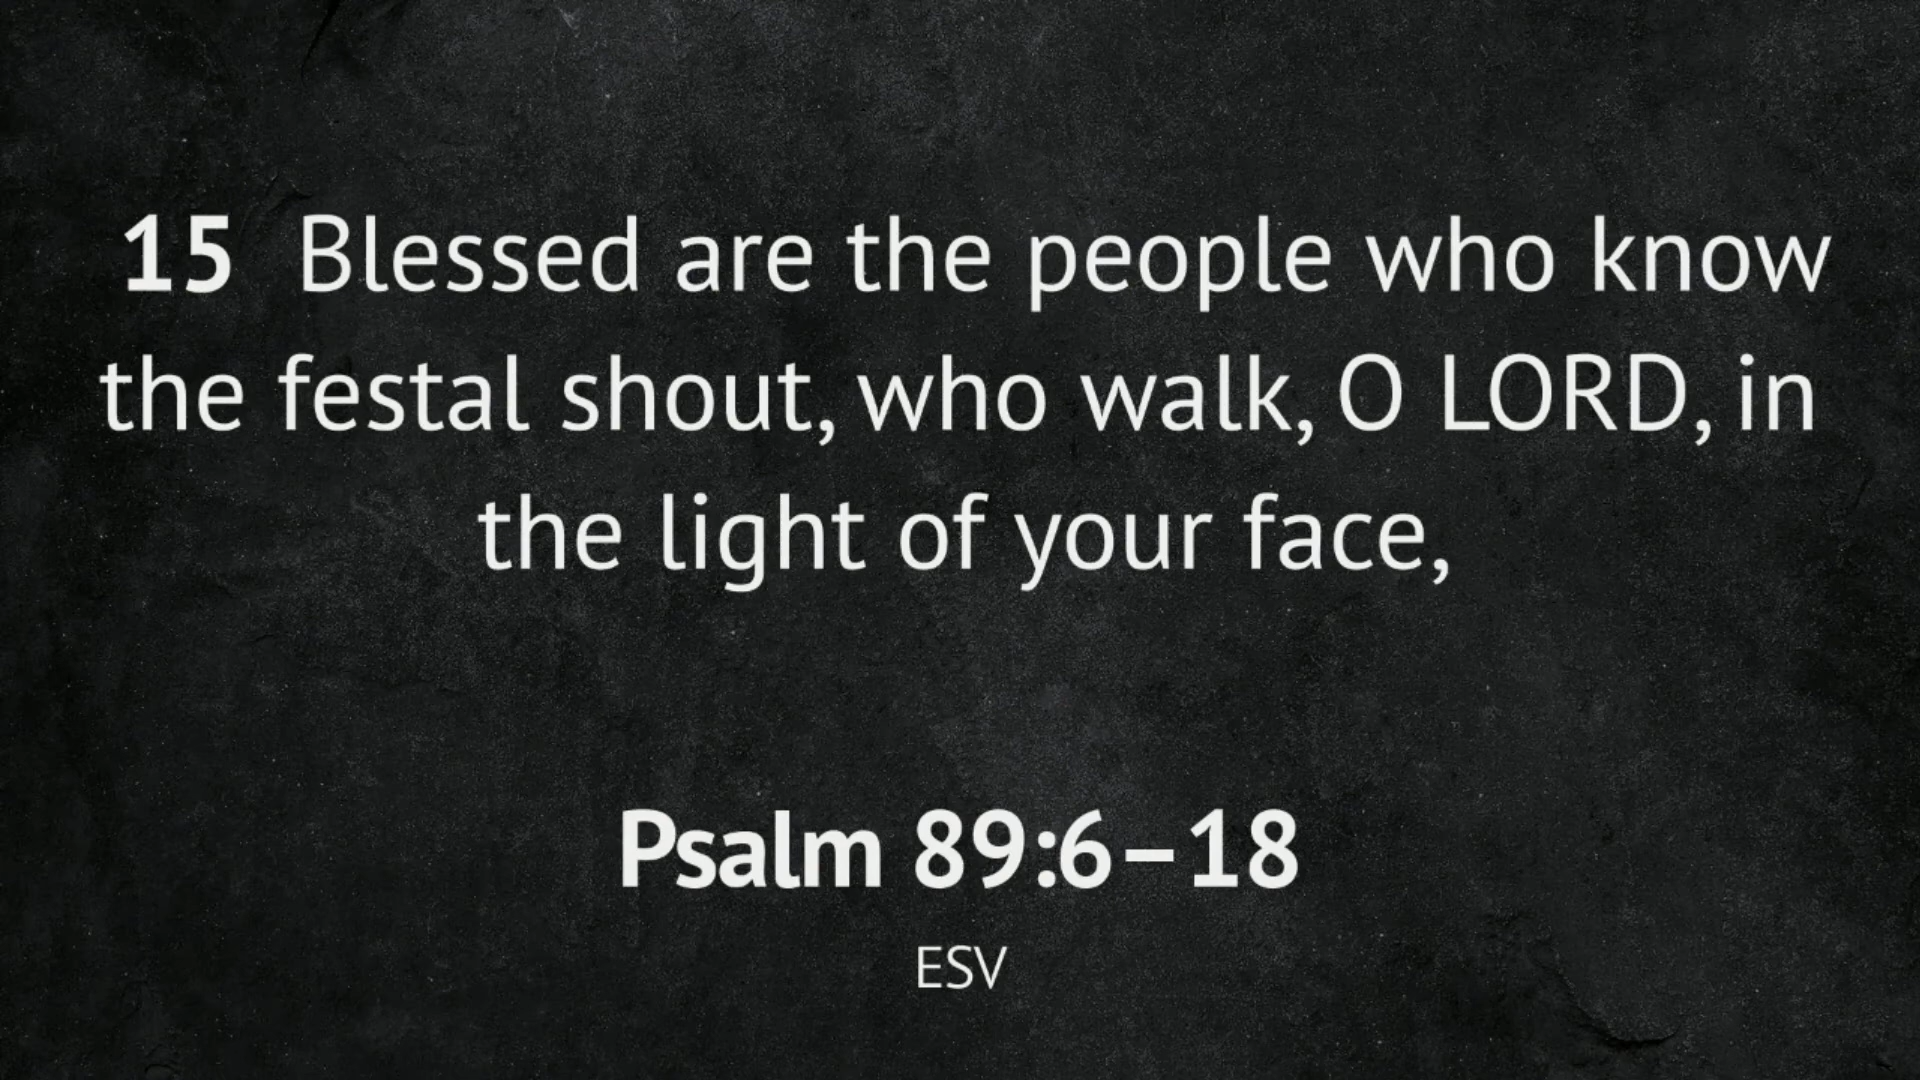 15 Blessed are the people who know
the festal shout, who walk, O LORD, in
the light of your face,
Psalm 89:6–18
ESV